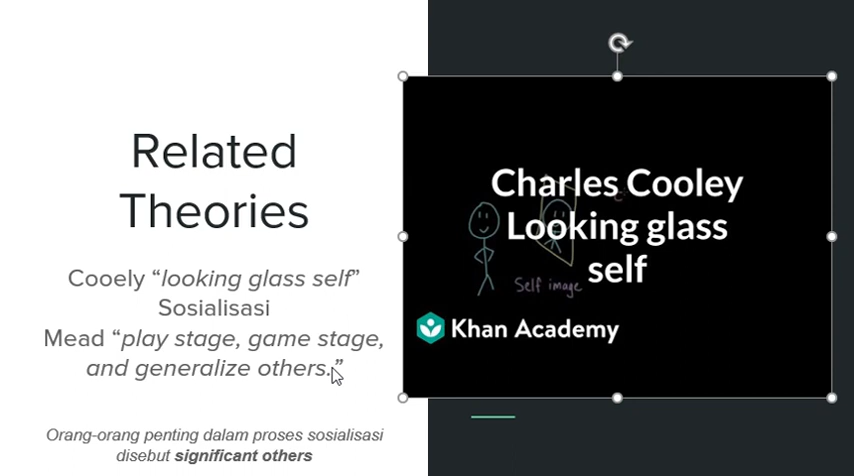 Related
Theories
Cooely “looking glass self”
Sosialisasi
Mead “play stage, game stage,
and generalize others.”
Orang-orang penting dalam proses sosialisasi
disebut significant others
Charles Cooley
Looking glass
self
Self image
Khan Academy